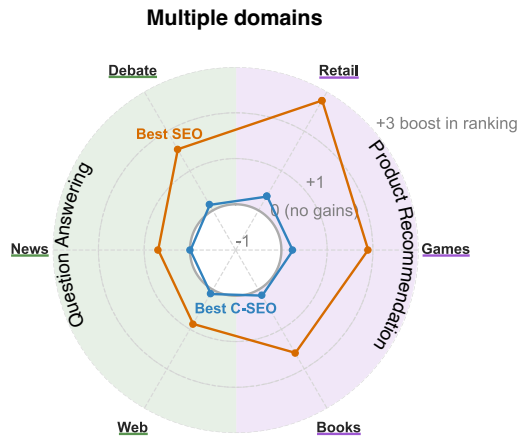 Multiple domains
Debate
Retail
+3 boost in ranking
Best SEO
Question Answering
Product Recommendation
+1
0 (no gains)
-1
News
Games
Best C-SEO
Web
Books